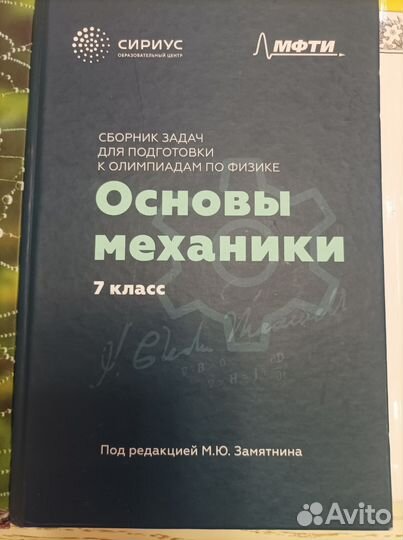 СИРИУС
ОБРАЗОВАТЕЛЬНЫЙ ЦЕНТР
МФТИ
СБОРНИК ЗАДАЧ
ДЛЯ ПОДГОТОВКИ
К ОЛИМПИАДАМ ПО ФИЗИКЕ
Основы
механики
7 класс
Под редакцией М.Ю. Замятнина
Avito